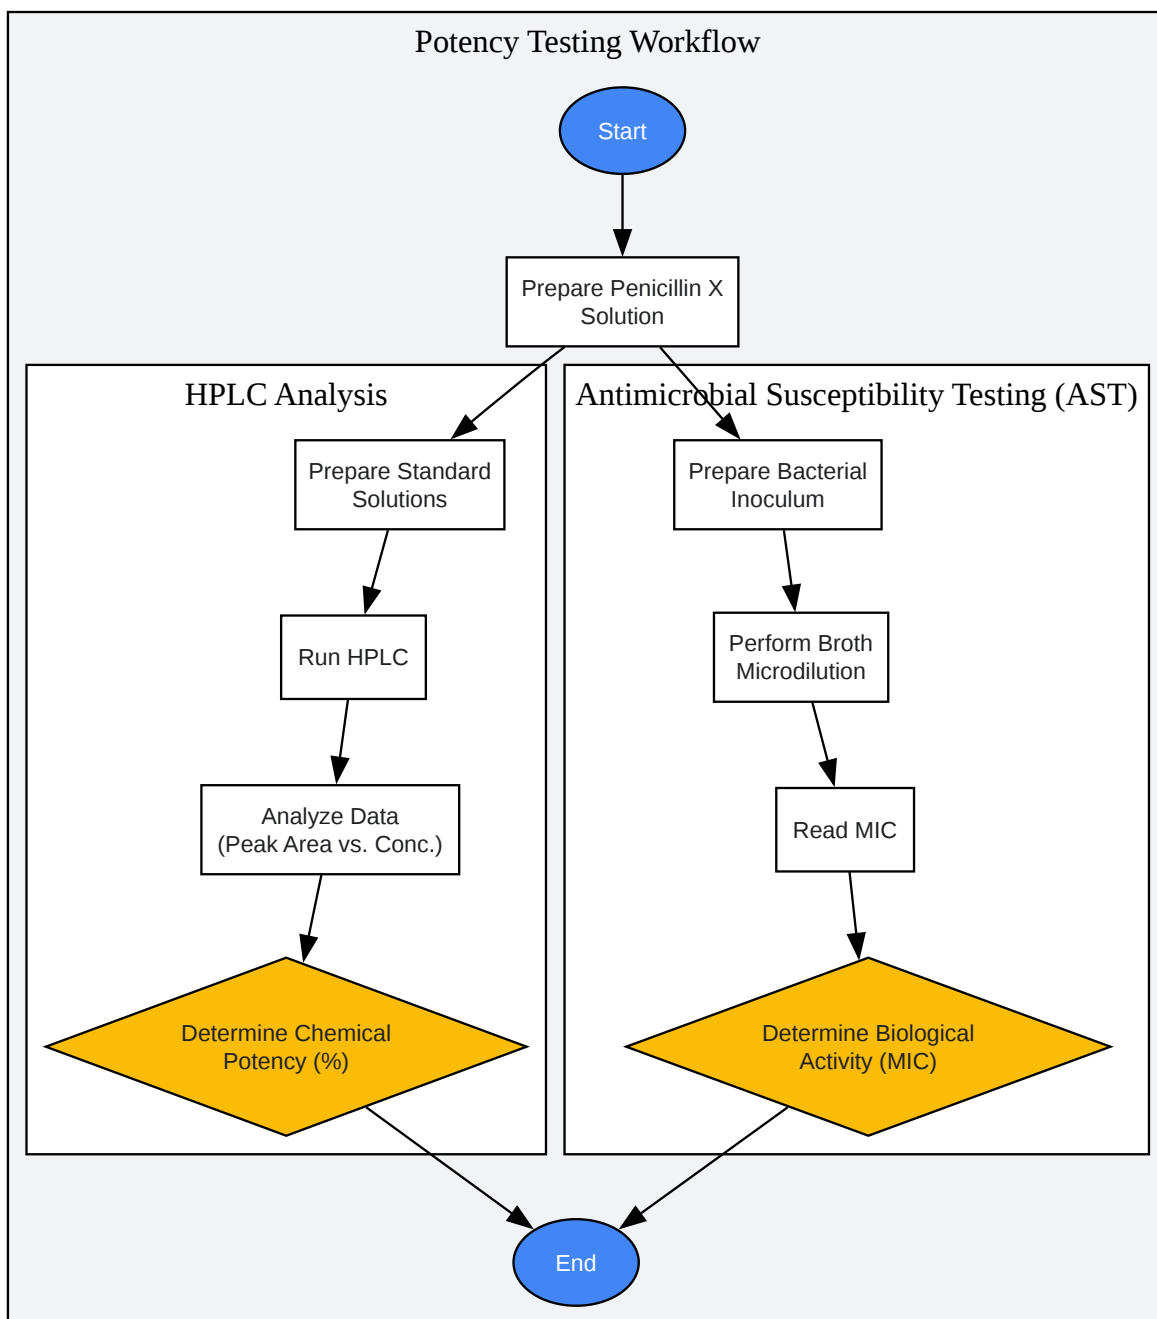 Potency Testing Workflow
Start
Prepare Penicillin X
Solution
HPLC Analysis
Prepare Standard
Solutions
Run HPLC
Analyze Data
(Peak Area vs. Conc.)
Determine Chemical
Potency (%)
Antimicrobial Susceptibility Testing (AST)
Prepare Bacterial
Inoculum
Perform Broth
Microdilution
Read MIC
Determine Biological
Activity (MIC)
End